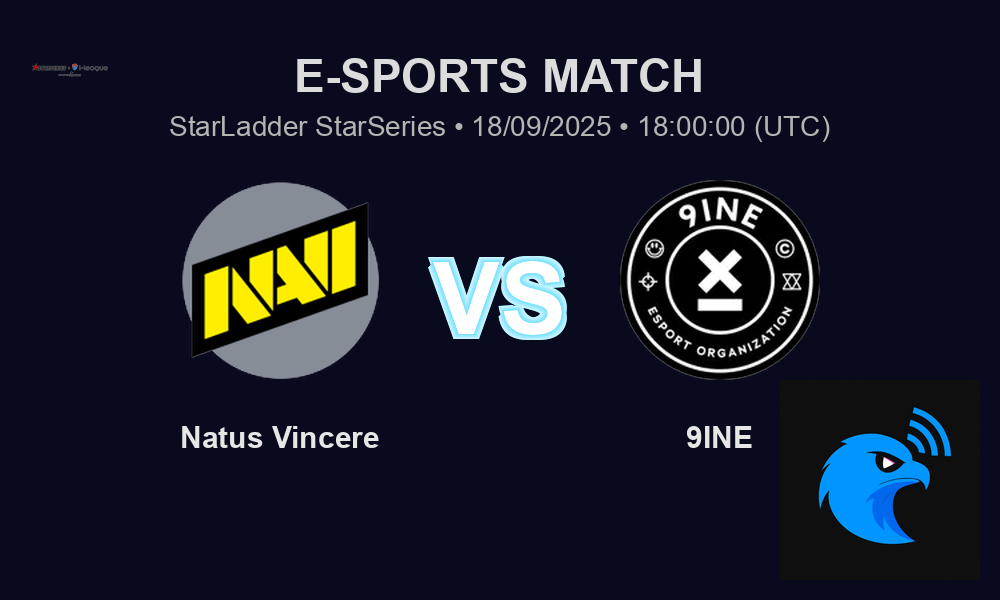 E-SPORTS MATCH
StarLadder StarSeries • 18/09/2025 • 18:00:00 (UTC)
NAVI
VS
9INE
©
ESPORT ORGANIZATION
Natus Vincere
9INE